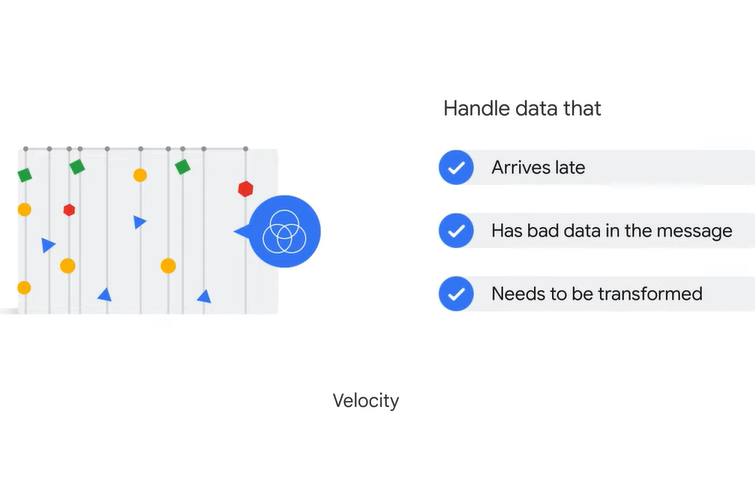 Handle data that
Arrives late
Has bad data in the message
Needs to be transformed
Velocity